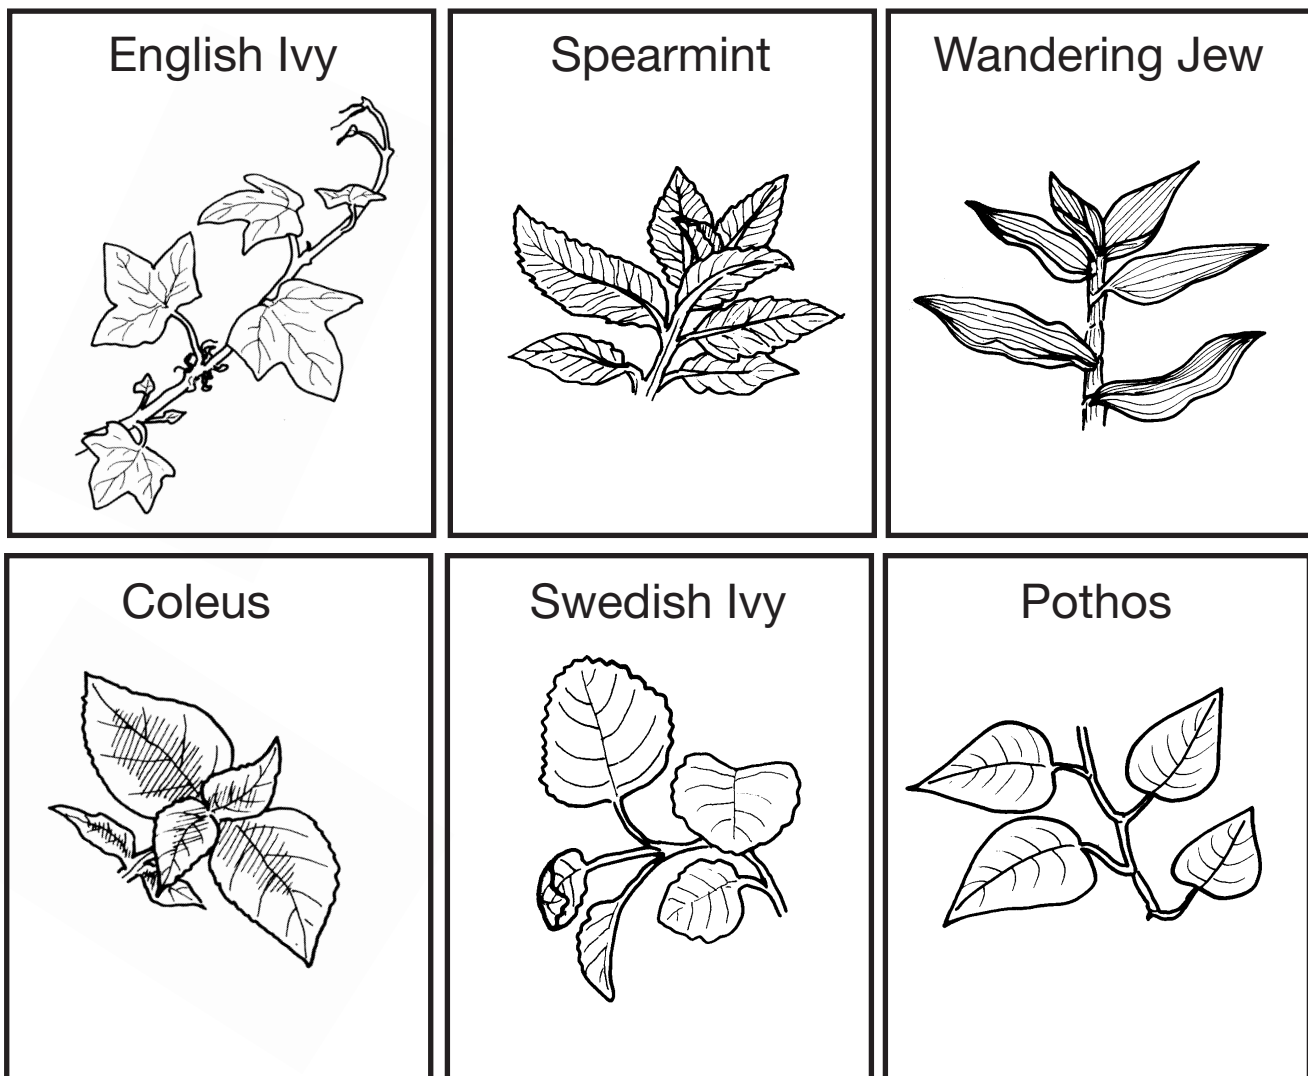 English Ivy
Spearmint
Wandering Jew
Coleus
Swedish Ivy
Pothos